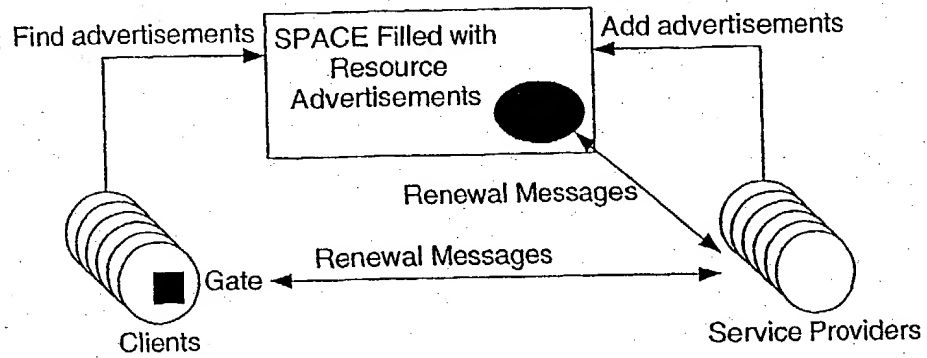 Find advertisements
SPACE Filled with
Resource
Advertisements
Add advertisements
Renewal Messages
Renewal Messages
Gate
Clients
Service Providers